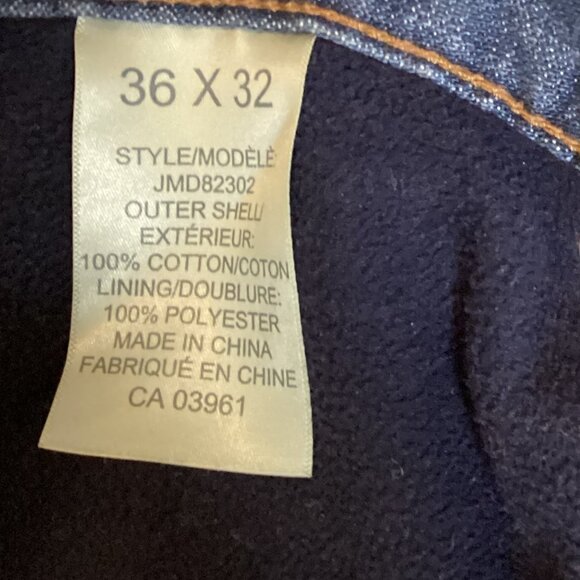 36 X 32
STYLE/MODÈLE
JMD82302
OUTER SHELL/
EXTÉRIEUR:
100% COTTON/COTON
LINING/DOUBLURE:
100% POLYESTER
MADE IN CHINA
FABRIQUÉ EN CHINE
CA 03961